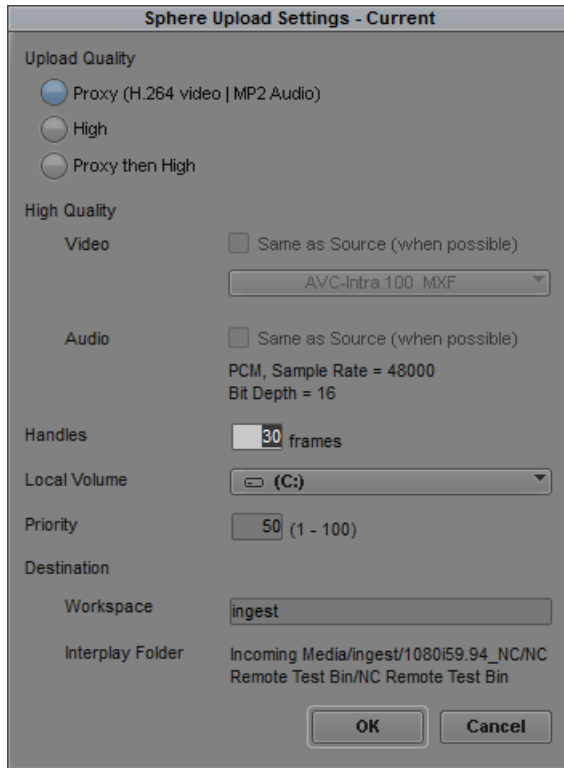 Sphere Upload Settings - Current
Upload Quality
Proxy (H.264 video | MP2 Audio)
High
Proxy then High
High Quality
Video
Same as Source (when possible)
AVC-Intra 100 MXF
Audio
Same as Source (when possible)
PCM, Sample Rate = 48000
Bit Depth = 16
Handles
30 frames
Local Volume
(C:)
Priority
50 (1 - 100)
Destination
Workspace
ingest
Interplay Folder
Incoming Media/ingest/1080i59.94_NC/NC
Remote Test Bin/NC Remote Test Bin
OK
Cancel